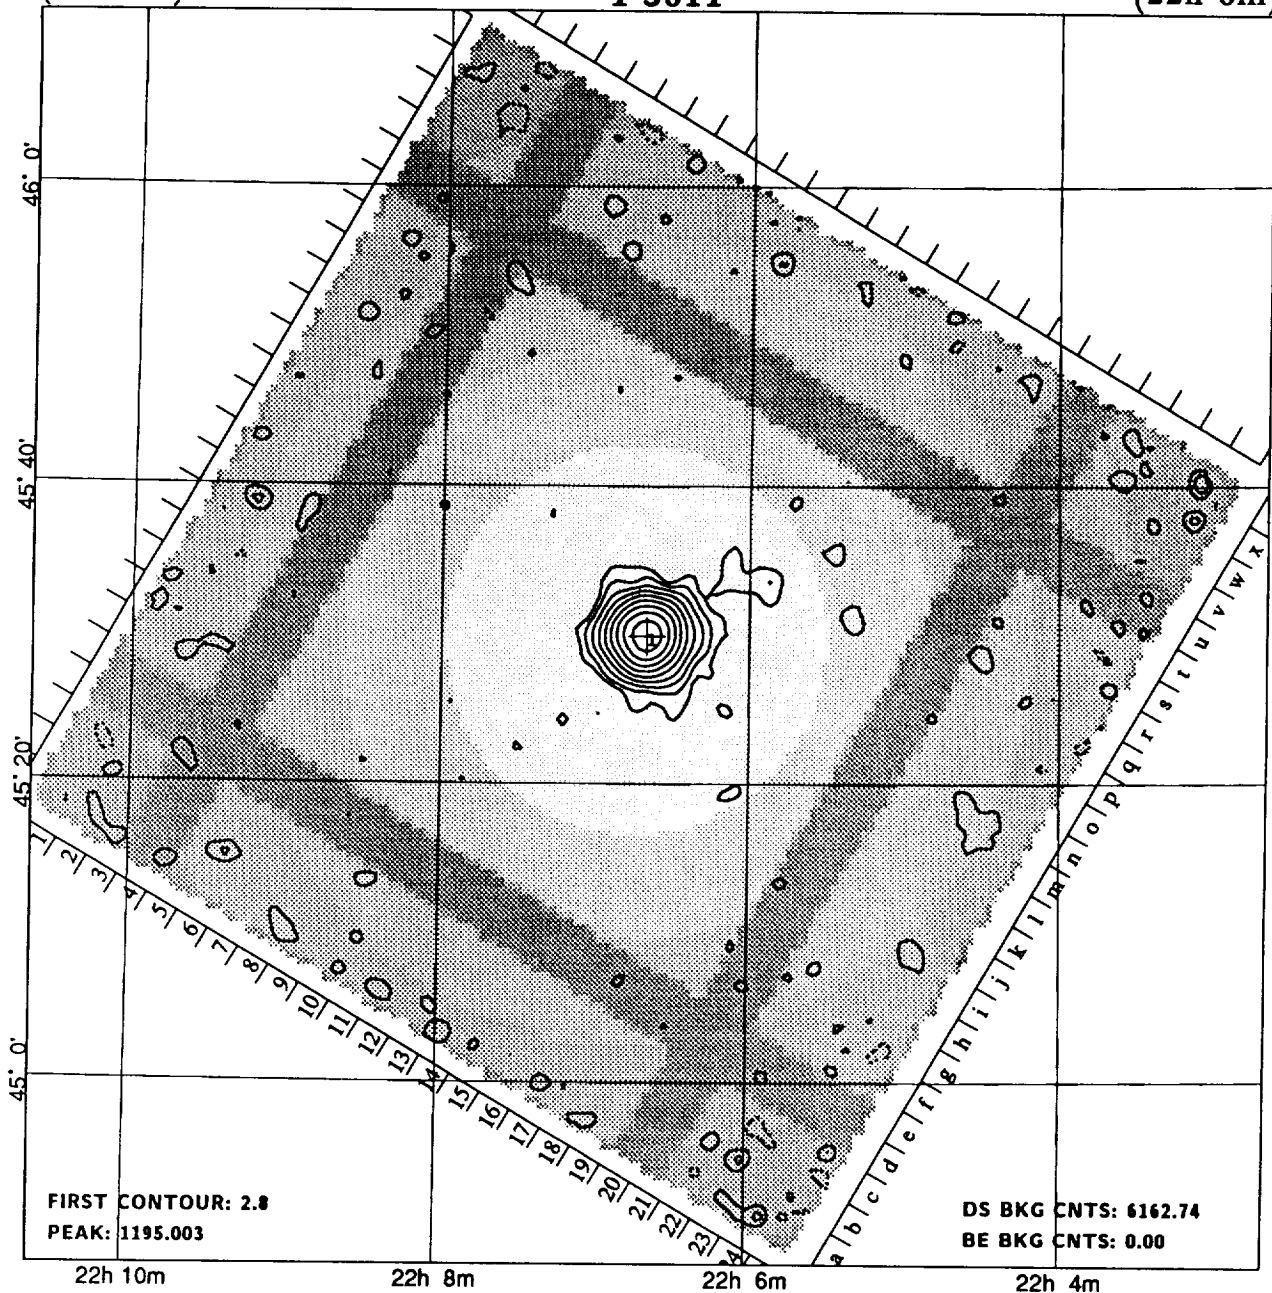 46° 0'
45° 40'
45° 20'
45° 0'
1 2 3 4 5 6 7 8 9 10 11 12 13 14 15 16 17 18 19 20 21 22 23 24
a b c d e f g h i j k l m n o p q r s t u v w x
FIRST CONTOUR: 2.8
PEAK: 1195.003
DS BKG CNTS: 6162.74
BE BKG CNTS: 0.00
22h 10m
22h 8m
22h 6m
22h 4m